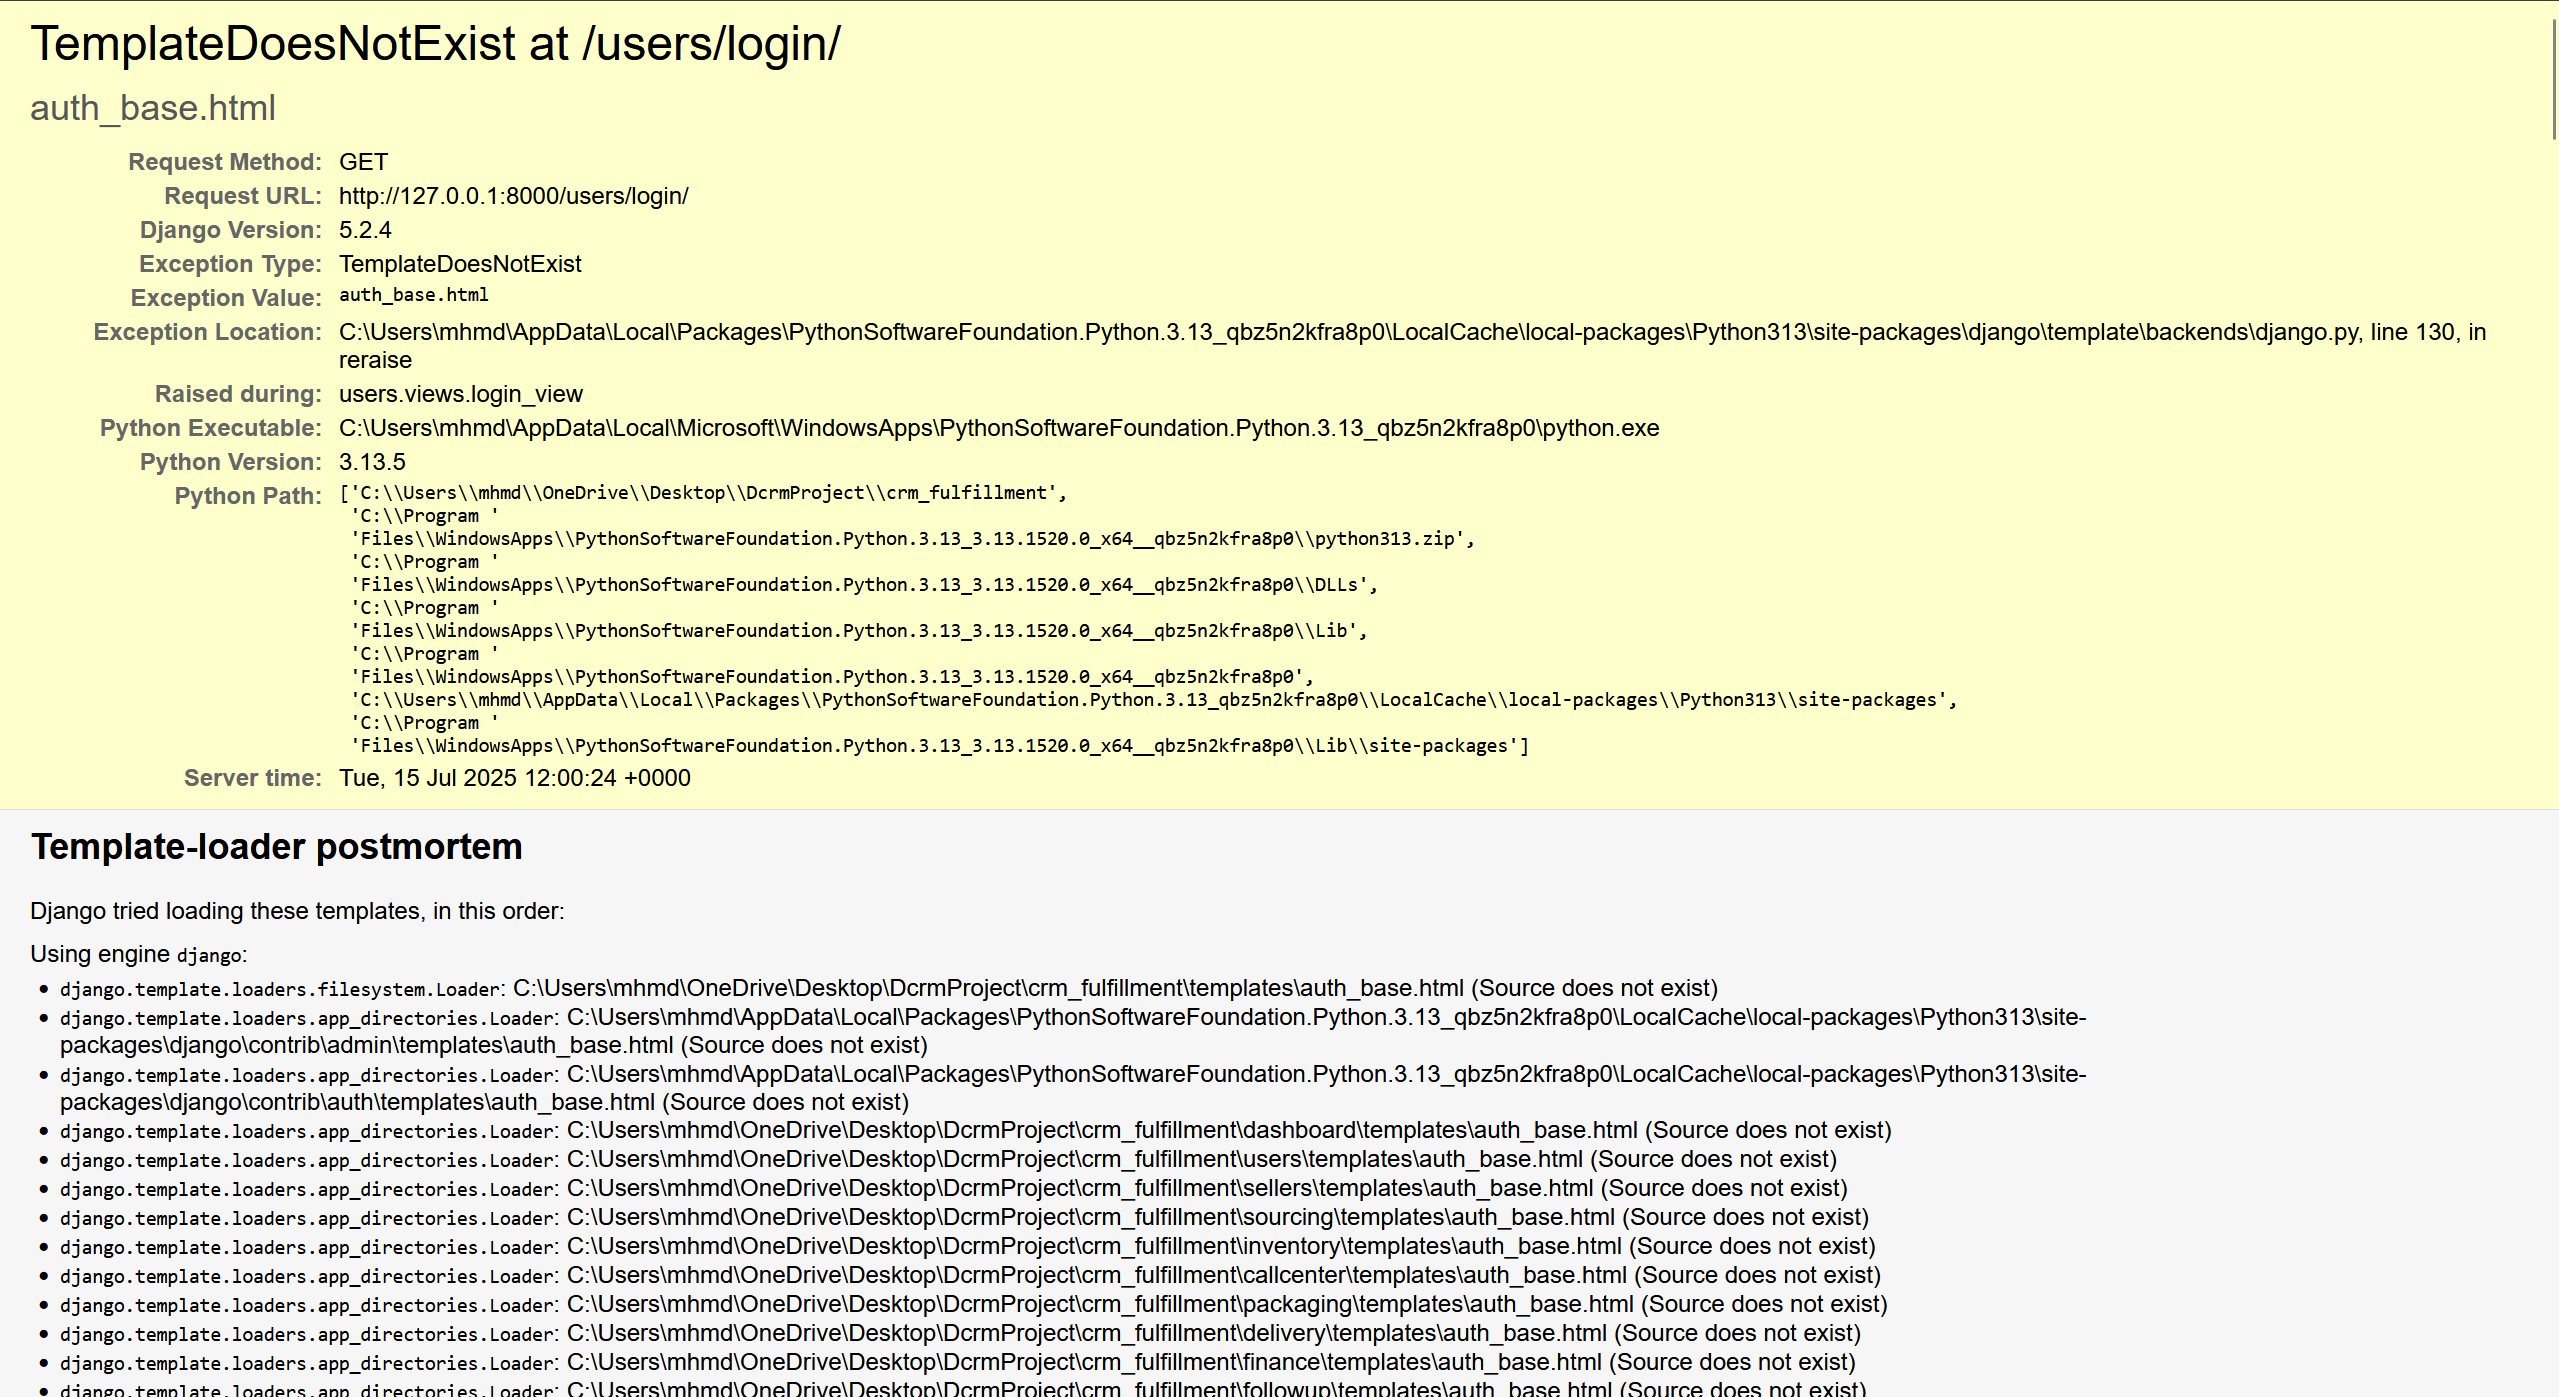 TemplateDoesNotExist at /users/login/
auth_base.html
Request Method: GET
Request URL: http://127.0.0.1:8000/users/login/
Django Version: 5.2.4
Exception Type: TemplateDoesNotExist
Exception Value: auth_base.html
Exception Location: C:\Users\mhmd\AppData\Local\Packages\PythonSoftwareFoundation.Python.3.13_qbz5n2kfra8p0\LocalCache\local-packages\Python313\site-packages\django\template\backends\django.py, line 130, in
reraise
Raised during: users.views.login_view
Python Executable: C:\Users\mhmd\AppData\Local\Microsoft\WindowsApps\PythonSoftwareFoundation.Python.3.13_qbz5n2kfra8p0\python.exe
Python Version: 3.13.5
Python Path: ['C:\\Users\\mhmd\\OneDrive\\Desktop\\DcrmProject\\crm_fulfillment',
'C:\\Program '
'Files\\WindowsApps\\PythonSoftwareFoundation.Python.3.13_3.13.1520.0_x64__qbz5n2kfra8p0\\python313.zip',
'C:\\Program '
'Files\\WindowsApps\\PythonSoftwareFoundation.Python.3.13_3.13.1520.0_x64__qbz5n2kfra8p0\\DLLs',
'C:\\Program '
'Files\\WindowsApps\\PythonSoftwareFoundation.Python.3.13_3.13.1520.0_x64__qbz5n2kfra8p0\\Lib',
'C:\\Program '
'Files\\WindowsApps\\PythonSoftwareFoundation.Python.3.13_3.13.1520.0_x64__qbz5n2kfra8p0',
'C:\\Users\\mhmd\\AppData\\Local\\Packages\\PythonSoftwareFoundation.Python.3.13_qbz5n2kfra8p0\\LocalCache\\local-packages\\Python313\\site-packages',
'C:\\Program '
'Files\\WindowsApps\\PythonSoftwareFoundation.Python.3.13_3.13.1520.0_x64__qbz5n2kfra8p0\\Lib\\site-packages']
Server time: Tue, 15 Jul 2025 12:00:24 +0000
Template-loader postmortem
Django tried loading these templates, in this order:
Using engine django:
• django.template.loaders.filesystem.Loader: C:\Users\mhmd\OneDrive\Desktop\DcrmProject\crm_fulfillment\templates\auth_base.html (Source does not exist)
• django.template.loaders.app_directories.Loader: C:\Users\mhmd\AppData\Local\Packages\PythonSoftwareFoundation.Python.3.13_qbz5n2kfra8p0\LocalCache\local-packages\Python313\site-
packages\django\contrib\admin\templates\auth_base.html (Source does not exist)
• django.template.loaders.app_directories.Loader: C:\Users\mhmd\AppData\Local\Packages\PythonSoftwareFoundation.Python.3.13_qbz5n2kfra8p0\LocalCache\local-packages\Python313\site-
packages\django\contrib\auth\templates\auth_base.html (Source does not exist)
• django.template.loaders.app_directories.Loader: C:\Users\mhmd\OneDrive\Desktop\DcrmProject\crm_fulfillment\dashboard\templates\auth_base.html (Source does not exist)
• django.template.loaders.app_directories.Loader: C:\Users\mhmd\OneDrive\Desktop\DcrmProject\crm_fulfillment\users\templates\auth_base.html (Source does not exist)
• django.template.loaders.app_directories.Loader: C:\Users\mhmd\OneDrive\Desktop\DcrmProject\crm_fulfillment\sellers\templates\auth_base.html (Source does not exist)
• django.template.loaders.app_directories.Loader: C:\Users\mhmd\OneDrive\Desktop\DcrmProject\crm_fulfillment\sourcing\templates\auth_base.html (Source does not exist)
• django.template.loaders.app_directories.Loader: C:\Users\mhmd\OneDrive\Desktop\DcrmProject\crm_fulfillment\inventory\templates\auth_base.html (Source does not exist)
• django.template.loaders.app_directories.Loader: C:\Users\mhmd\OneDrive\Desktop\DcrmProject\crm_fulfillment\callcenter\templates\auth_base.html (Source does not exist)
• django.template.loaders.app_directories.Loader: C:\Users\mhmd\OneDrive\Desktop\DcrmProject\crm_fulfillment\packaging\templates\auth_base.html (Source does not exist)
• django.template.loaders.app_directories.Loader: C:\Users\mhmd\OneDrive\Desktop\DcrmProject\crm_fulfillment\delivery\templates\auth_base.html (Source does not exist)
• django.template.loaders.app_directories.Loader: C:\Users\mhmd\OneDrive\Desktop\DcrmProject\crm_fulfillment\finance\templates\auth_base.html (Source does not exist)
• django.template.loaders.app_directories.Loader: C:\Users\mhmd\OneDrive\Desktop\DcrmProject\crm_fulfillment\followup\templates\auth_base.html (Source does not exist)